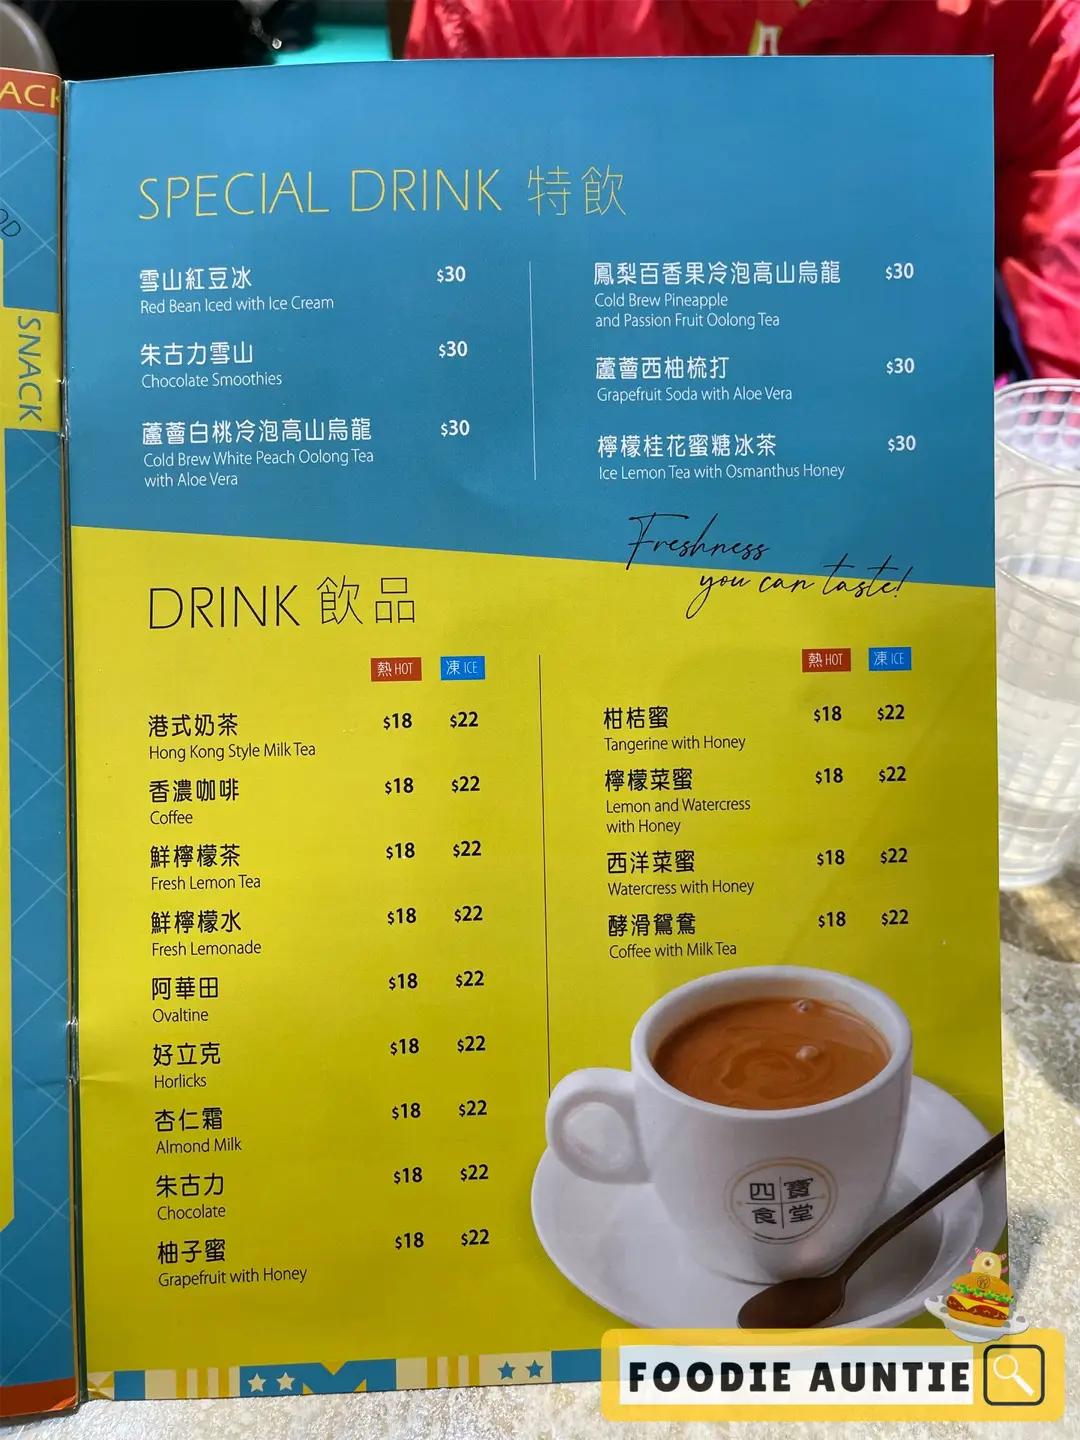 ACK
SNACK
SPECIAL DRINK 特飲
雪山紅豆冰 $30
Red Bean Iced with Ice Cream
朱古力雪山 $30
Chocolate Smoothies
蘆薈白桃冷泡高山烏龍 $30
Cold Brew White Peach Oolong Tea
with Aloe Vera
鳳梨百香果冷泡高山烏龍 $30
Cold Brew Pineapple
and Passion Fruit Oolong Tea
蘆薈西柚梳打 $30
Grapefruit Soda with Aloe Vera
檸檬桂花蜜糖冰茶 $30
Ice Lemon Tea with Osmanthus Honey
Freshness
you can taste!
DRINK 飲品
熱 HOT 凍 ICE
港式奶茶 $18 $22
Hong Kong Style Milk Tea
香濃咖啡 $18 $22
Coffee
鮮檸檬茶 $18 $22
Fresh Lemon Tea
鮮檸檬水 $18 $22
Fresh Lemonade
阿華田 $18 $22
Ovaltine
好立克 $18 $22
Horlicks
杏仁霜 $18 $22
Almond Milk
朱古力 $18 $22
Chocolate
柚子蜜 $18 $22
Grapefruit with Honey
熱 HOT 凍 ICE
柑桔蜜 $18 $22
Tangerine with Honey
檸檬菜蜜 $18 $22
Lemon and Watercress
with Honey
西洋菜蜜 $18 $22
Watercress with Honey
酵滑鴛鴦 $18 $22
Coffee with Milk Tea
四寶
食堂
FOODIE AUNTIE